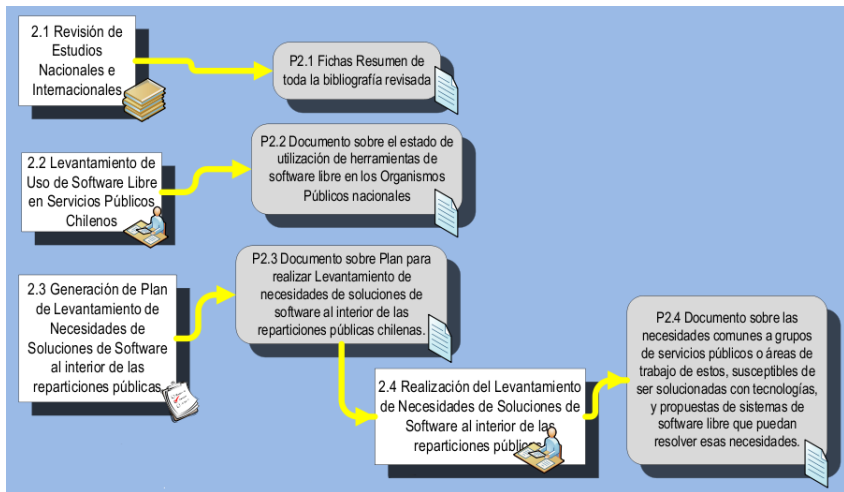 2.1 Revisión de
Estudios
Nacionales e
Internacionales
P2.1 Fichas Resumen de
toda la bibliografía revisada
2.2 Levantamiento de
Uso de Software Libre
en Servicios Públicos
Chilenos
P2.2 Documento sobre el estado de
utilización de herramientas de
software libre en los Organismos
Públicos nacionales
2.3 Generación de Plan
de Levantamiento de
Necesidades de
Soluciones de Software
al interior de las
reparticiones públicas
P2.3 Documento sobre Plan para
realizar Levantamiento de
necesidades de soluciones de
software al interior de las
reparticiones públicas chilenas.
2.4 Realización del Levantamiento
de Necesidades de Soluciones de
Software al interior de las
reparticiones
P2.4 Documento sobre las
necesidades comunes a grupos
de servicios públicos o áreas de
trabajo de estos, susceptibles de
ser solucionadas con tecnologías,
y propuestas de sistemas de
software libre que puedan
resolver esas necesidades.